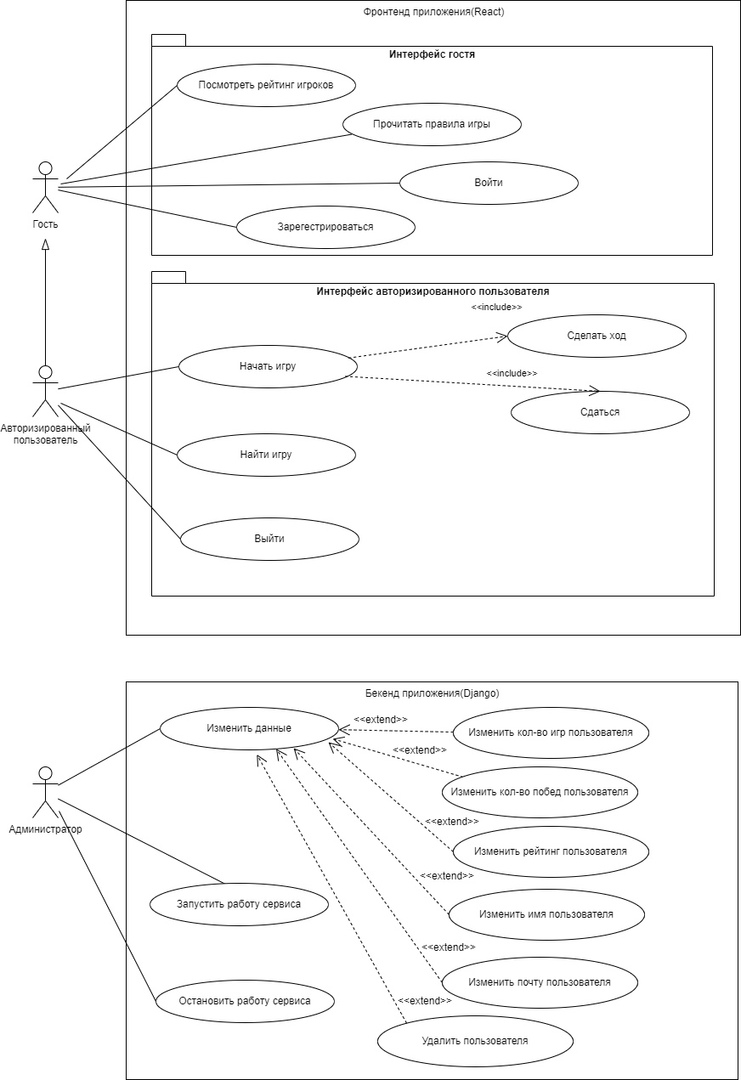 Фронтенд приложения(React)
Интерфейс гостя
Посмотреть рейтинг игроков
Прочитать правила игры
Войти
Зарегестрироваться
Гость
Интерфейс авторизированного пользователя
<<include>>
Сделать ход
Начать игру
<<include>>
Сдаться
Авторизированный
пользователь
Найти игру
Выйти
Бекенд приложения(Django)
Изменить данные
<<extend>>
Изменить кол-во игр пользователя
<<extend>>
Изменить кол-во побед пользователя
Администратор
<<extend>>
Изменить рейтинг пользователя
<<extend>>
Запустить работу сервиса
Изменить имя пользователя
<<extend>>
Изменить почту пользователя
Остановить работу сервиса
<<extend>>
Удалить пользователя